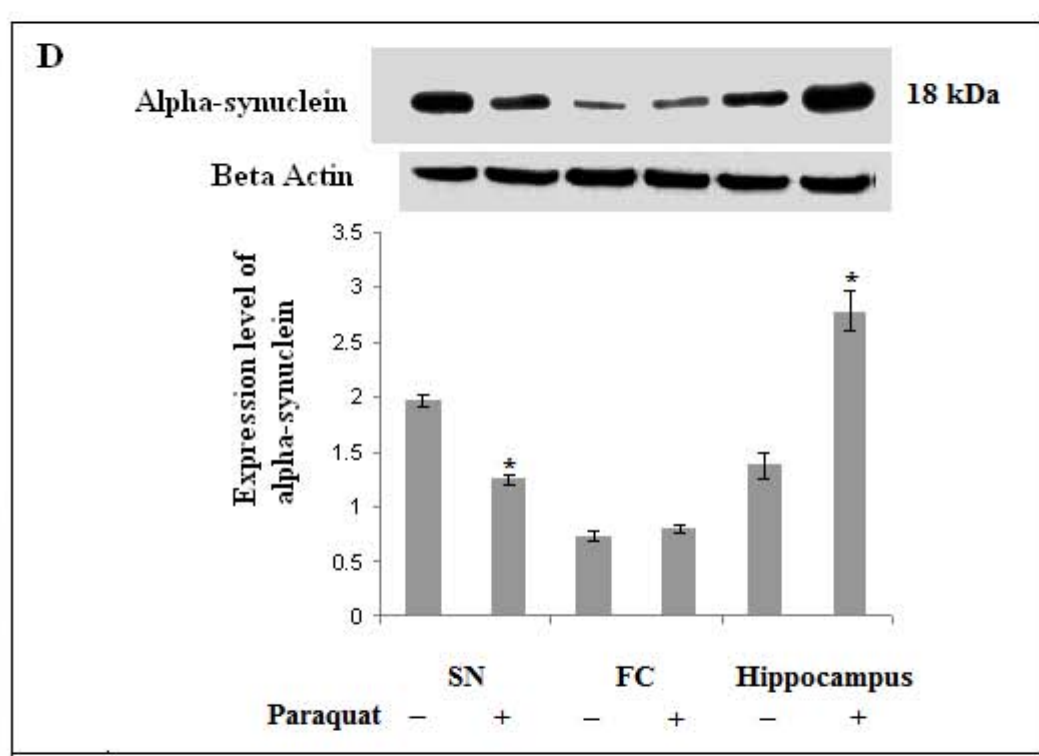 D
Alpha-synuclein 18 kDa
Beta Actin
Expression level of
alpha-synuclein
3.5
3
2.5
2
1.5
1
0.5
0
* * 
SN FC Hippocampus
Paraquat – + – + – +